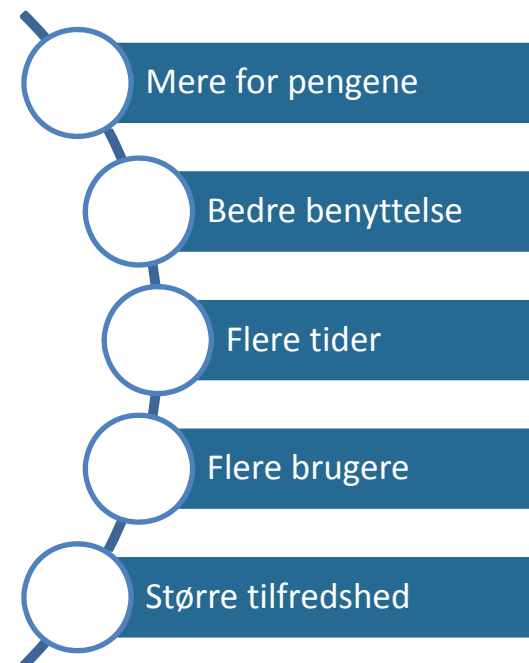 Mere for pengene
Bedre benyttelse
Flere tider
Flere brugere
Større tilfredshed